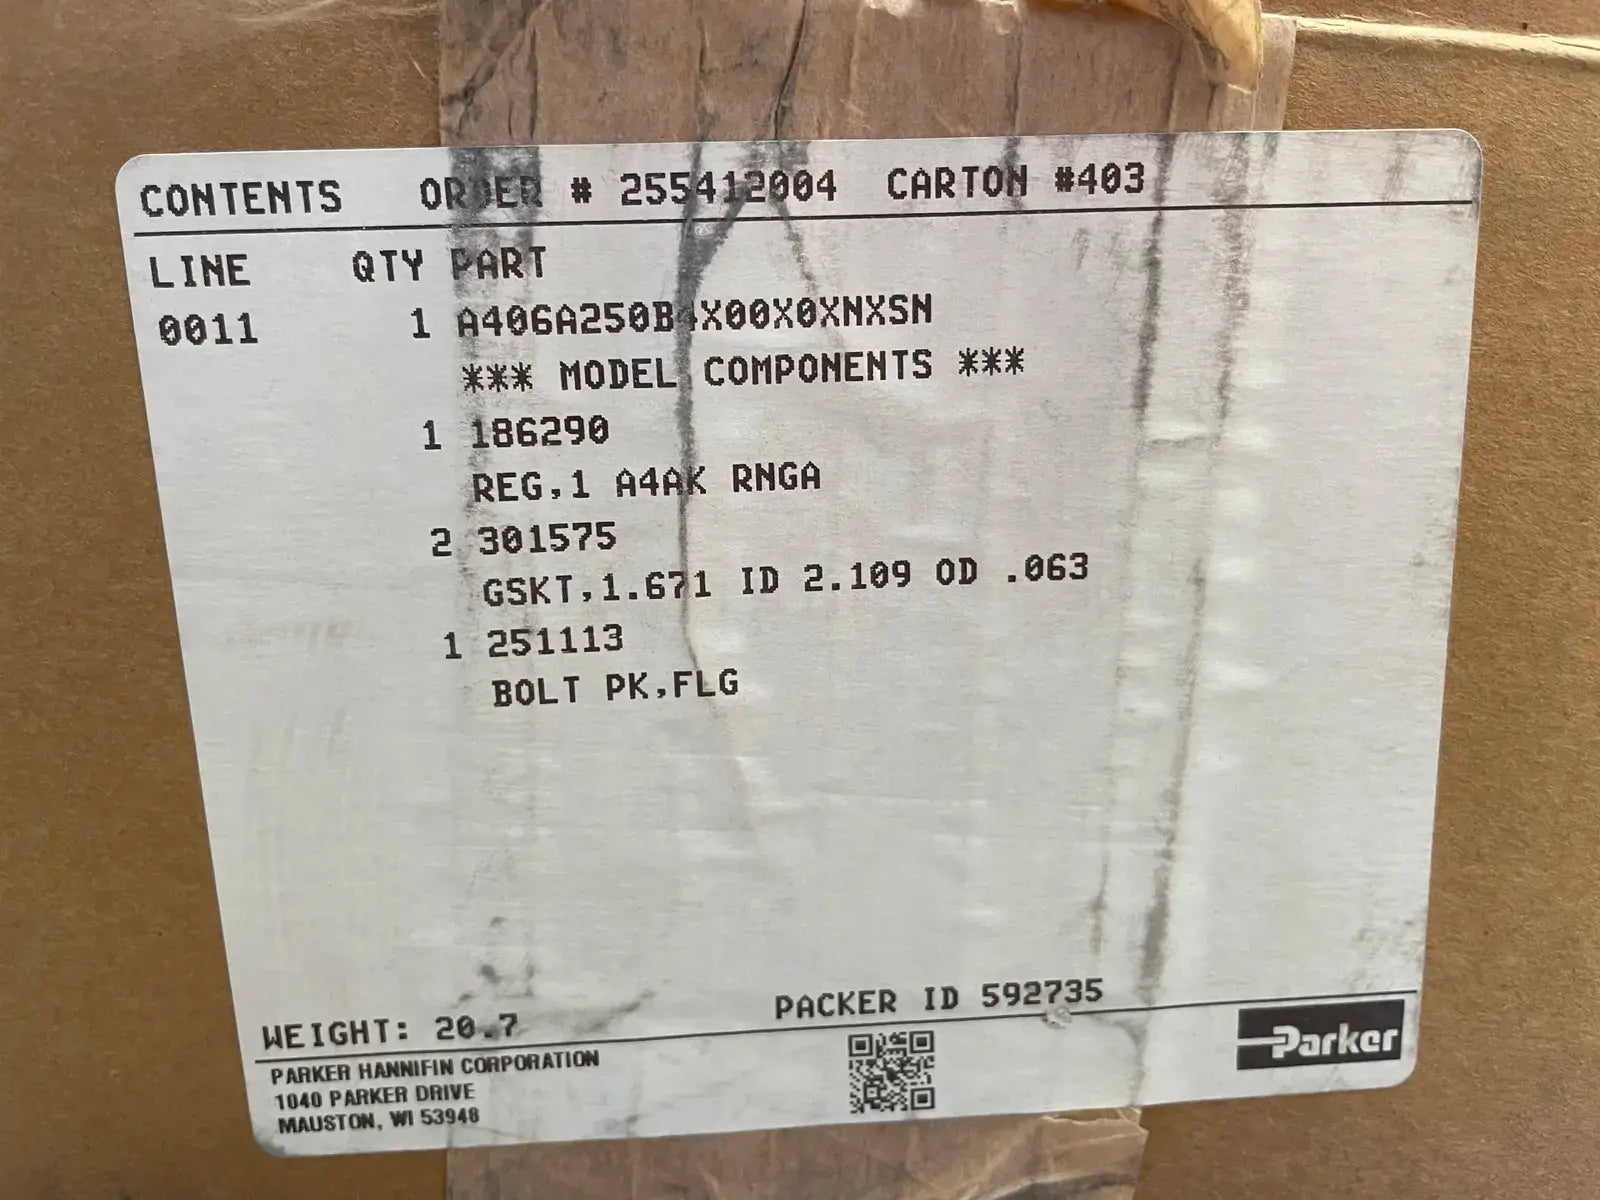 CONTENTS ORDER # 255412004 CARTON #403
LINE QTY PART
0011 1 A406A250B4X00X0XNXSN
*** MODEL COMPONENTS ***
1 186290
REG,1 A4AK RNGA
2 301575
GSKT,1.671 ID 2.109 OD .063
1 251113
BOLT PK,FLG
WEIGHT: 20.7 PACKER ID 592735
PARKER HANNIFIN CORPORATION
1040 PARKER DRIVE
MAUSTON, WI 53948
Parker